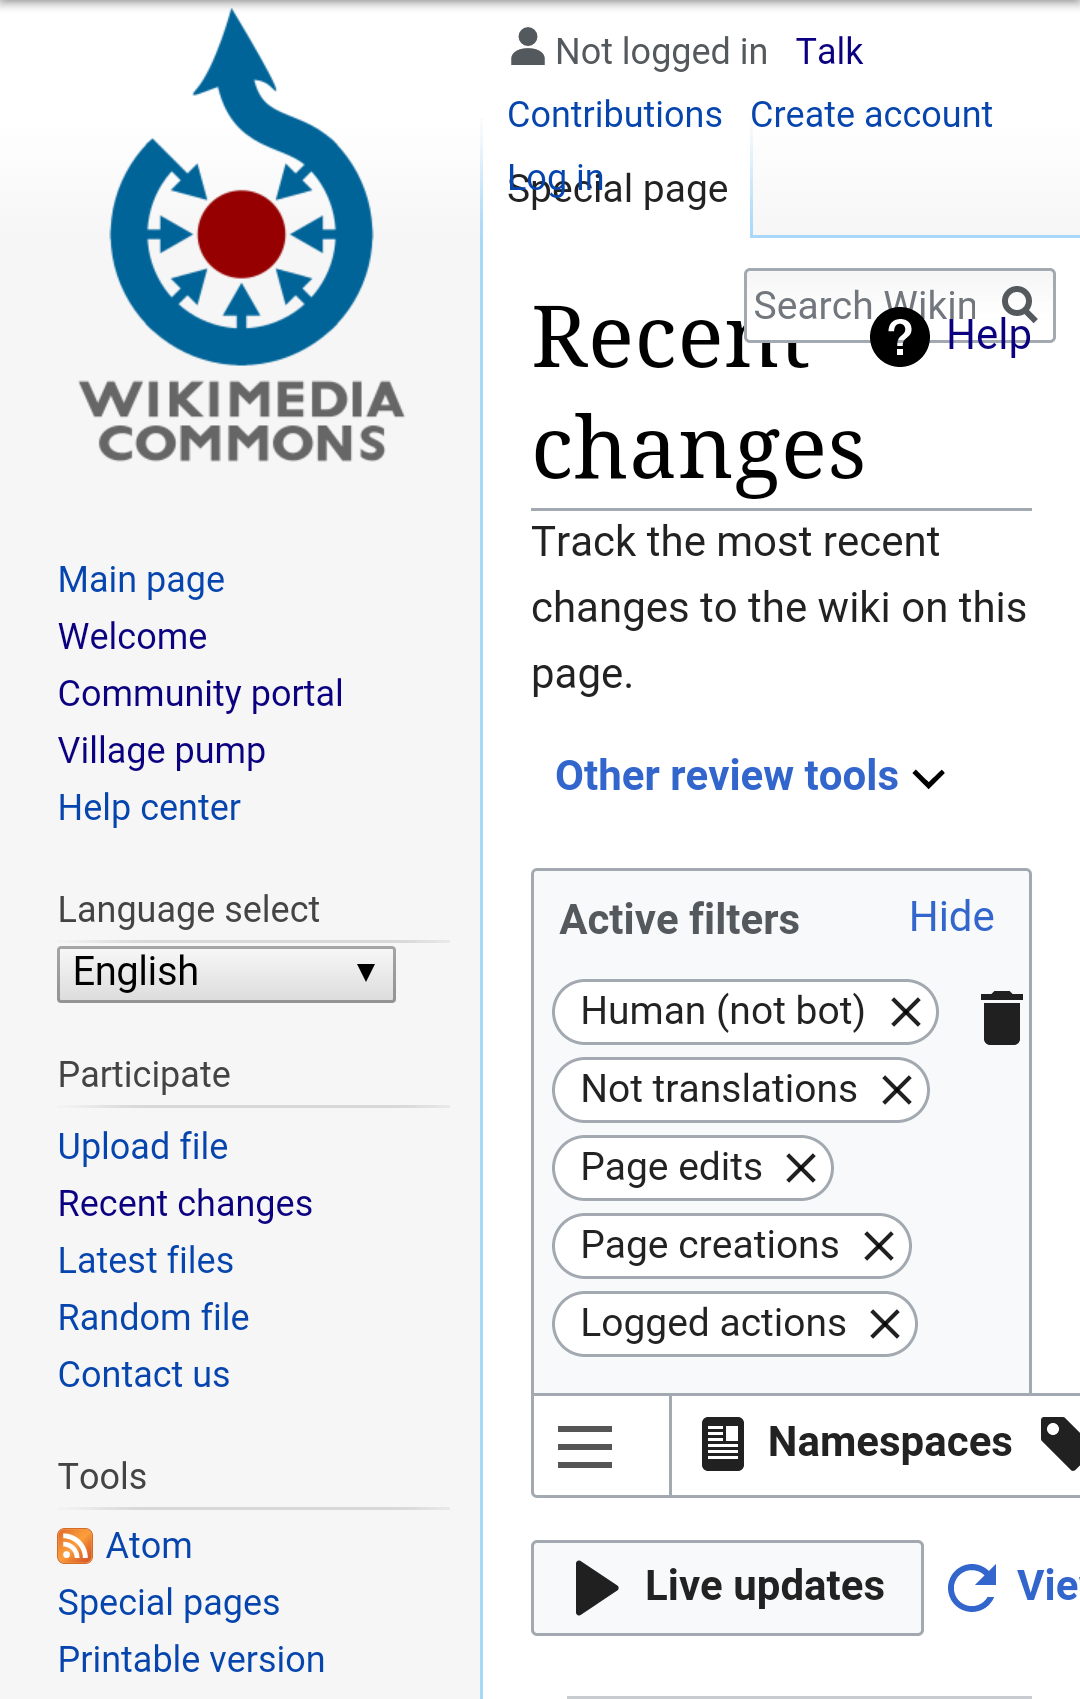 WIKIMEDIA
COMMONS
Main page
Welcome
Community portal
Village pump
Help center
Language select
English
Participate
Upload file
Recent changes
Latest files
Random file
Contact us
Tools
Atom
Special pages
Printable version
Not logged in Talk
Contributions Create account
Log in
Special page
Search Wikin
Help
Recent
changes
Track the most recent
changes to the wiki on this
page.
Other review tools
Active filters Hide
Human (not bot)
Not translations
Page edits
Page creations
Logged actions
Namespaces
Live updates